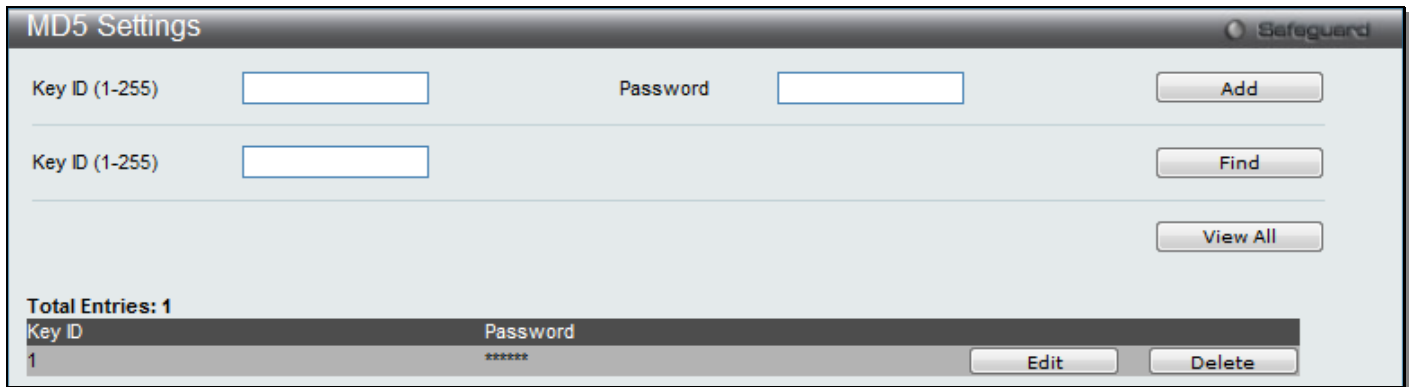 MD5 Settings
Safeguard
Key ID (1-255) Password Add
Key ID (1-255) Find
View All
Total Entries: 1
Key ID Password
1 ****** Edit Delete